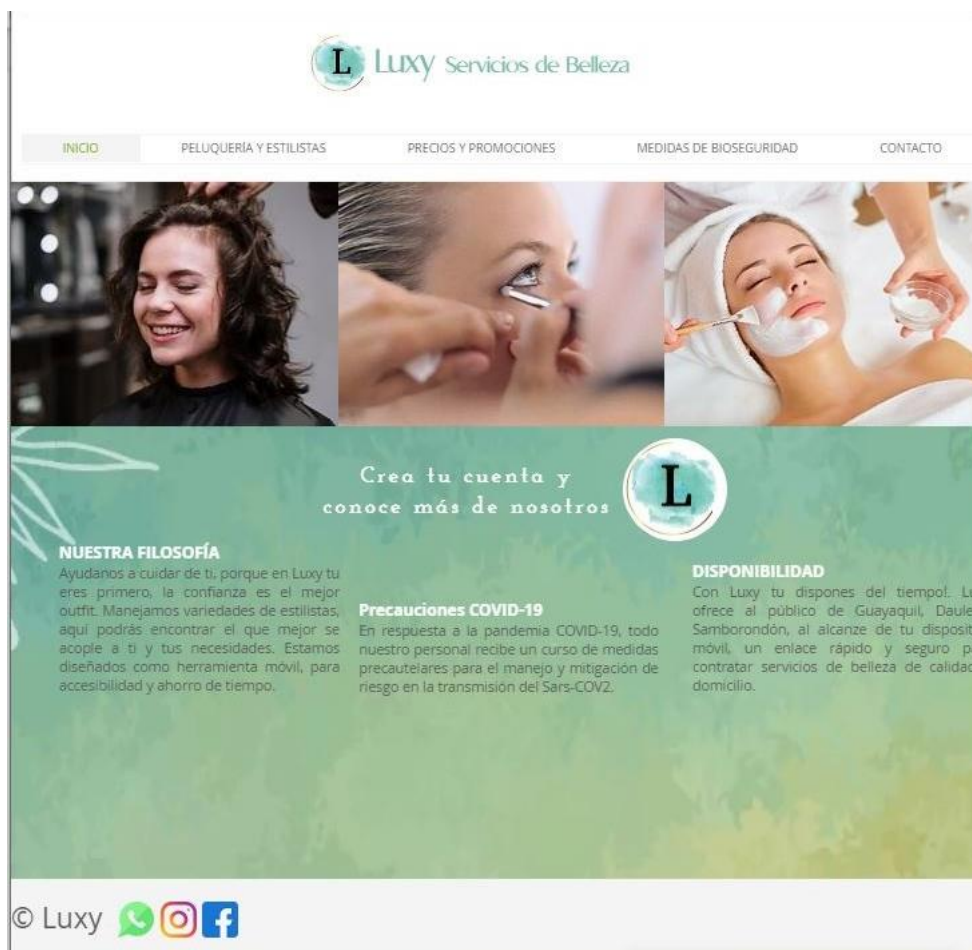 L Luxy Servicios de Belleza
INICIO PELUQUERÍA Y ESTILISTAS PRECIOS Y PROMOCIONES MEDIDAS DE BIOSEGURIDAD CONTACTO
Crea tu cuenta y
conoce más de nosotros
L
NUESTRA FILOSOFÍA
Ayudanos a cuidar de ti, porque en Luxy tu
eres primero, la confianza es el mejor
outfit. Manejamos variedades de estilistas,
aquí podrás encontrar el que mejor se
acople a ti y tus necesidades. Estamos
diseñados como herramienta móvil, para
accesibilidad y ahorro de tiempo.
Precauciones COVID-19
En respuesta a la pandemia COVID-19, todo
nuestro personal recibe un curso de medidas
precautelares para el manejo y mitigación de
riesgo en la transmisión del Sars-COV2.
DISPONIBILIDAD
Con Luxy tu dispones del tiempo!.
ofrece al público de Guayaquil,
Samborondón, al alcance de tu
móvil, un enlace rápido y seguro
contratar servicios de belleza de
domicilio.
© Luxy